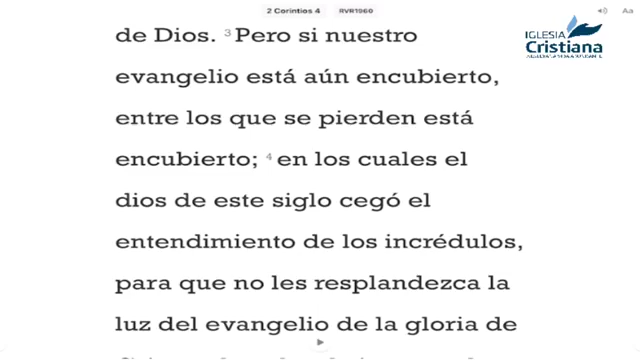 2 Corintios 4 RVR1960 Aa
IGLESIA
Cristiana
de Dios. 3 Pero si nuestro
evangelio está aún encubierto,
entre los que se pierden está
encubierto; 4 en los cuales el
dios de este siglo cegó el
entendimiento de los incrédulos,
para que no les resplandezca la
luz del evangelio de la gloria de